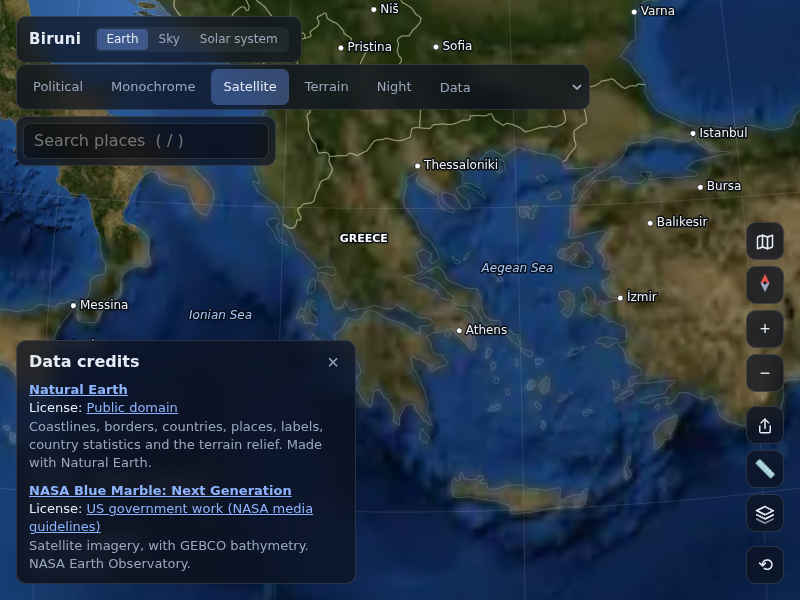 Niš
Varna
Biruni
Earth
Sky
Solar system
Pristina
Sofia
Political
Monochrome
Satellite
Terrain
Night
Data
Search places ( / )
Istanbul
Thessaloniki
Bursa
Balıkesir
GREECE
Aegean Sea
İzmir
Messina
Ionian Sea
Athens
Data credits
×
Natural Earth
License: Public domain
Coastlines, borders, countries, places, labels,
country statistics and the terrain relief. Made
with Natural Earth.
NASA Blue Marble: Next Generation
License: US government work (NASA media
guidelines)
Satellite imagery, with GEBCO bathymetry.
NASA Earth Observatory.
+
−